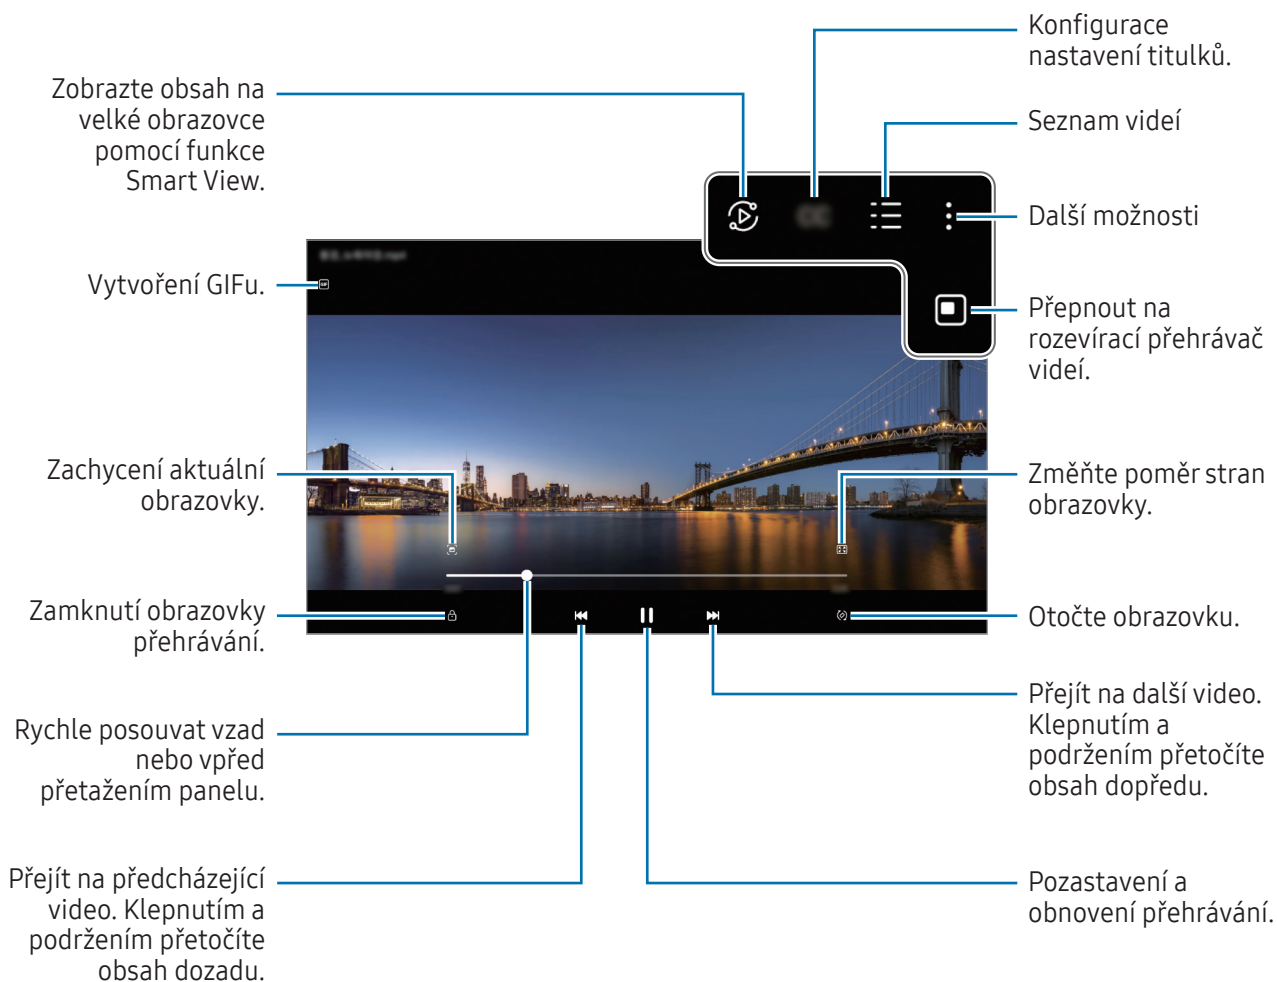 Konfigurace
nastavení titulků.
Zobrazte obsah na
velké obrazovce
pomocí funkce
Smart View.
Seznam videí
Další možnosti
Vytvoření GIFu.
GIF
Přepnout na
rozevírací přehrávač
videí.
Zachycení aktuální
obrazovky.
Změňte poměr stran
obrazovky.
Zamknutí obrazovky
přehrávání.
Otočte obrazovku.
Rychle posouvat vzad
nebo vpřed
přetažením panelu.
Přejít na další video.
Klepnutím a
podržením přetočíte
obsah dopředu.
Přejít na předcházející
video. Klepnutím a
podržením přetočíte
obsah dozadu.
Pozastavení a
obnovení přehrávání.